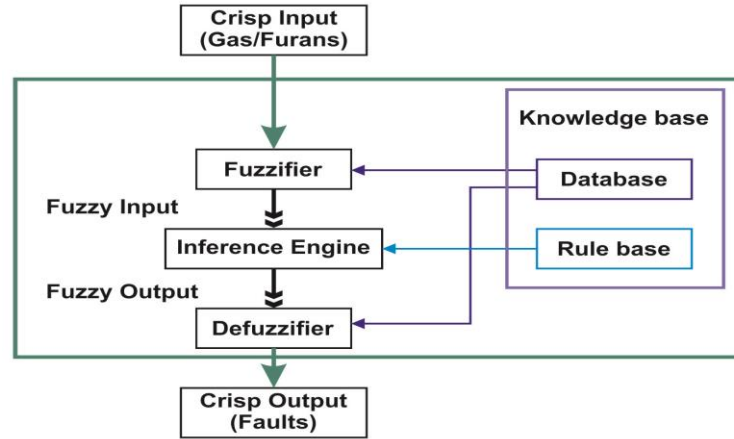 Crisp Input
(Gas/Furans)
Knowledge base
Fuzzifier
Database
Fuzzy Input
Inference Engine
Rule base
Fuzzy Output
Defuzzifier
Crisp Output
(Faults)